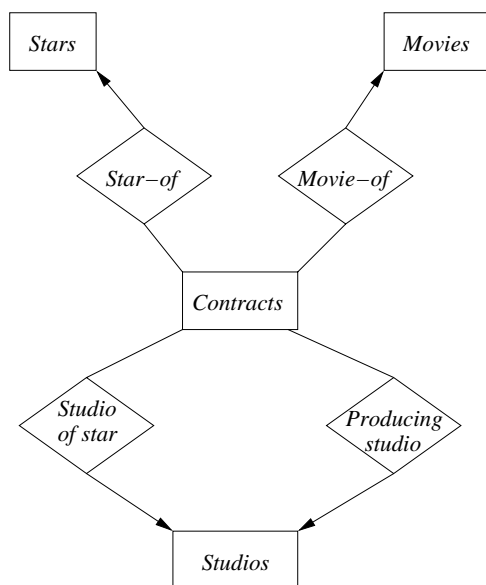 Stars
Movies
Star−of
Movie−of
Contracts
Studio
of star
Producing
studio
Studios